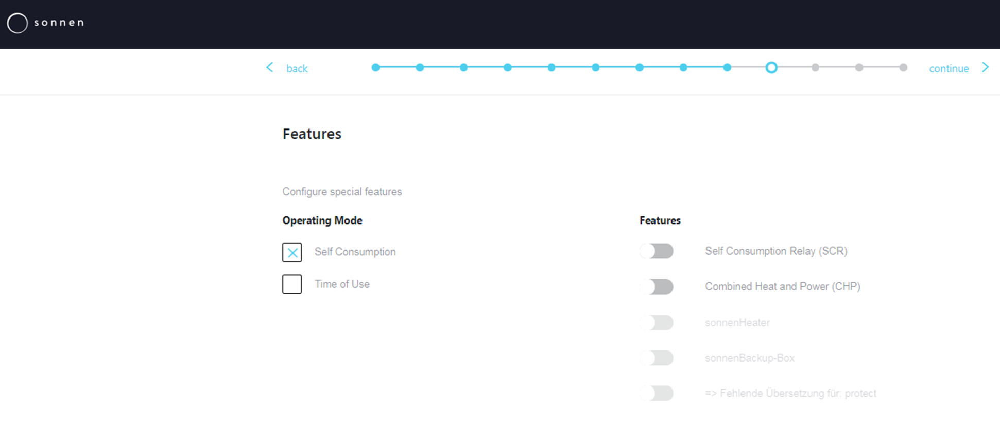 sonnen
back
continue
Features
Configure special features
Operating Mode
Self Consumption
Time of Use
Features
Self Consumption Relay (SCR)
Combined Heat and Power (CHP)
sonnenHeater
sonnenBackup-Box
=> Fehlende Übersetzung für: protect